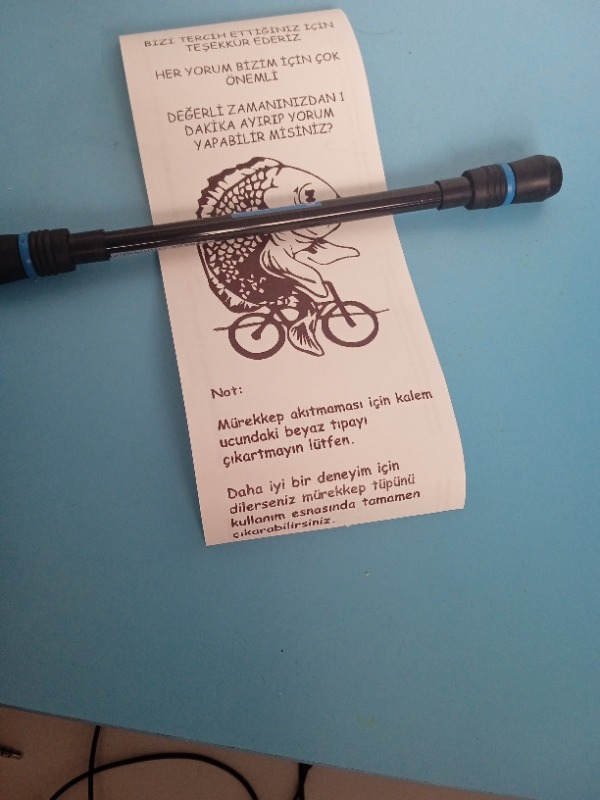 BİZİ TERCİH ETTİĞİNİZ İÇİN
TEŞEKKÜR EDERİZ
HER YORUM BİZİM İÇİN ÇOK
ÖNEMLİ
DEĞERLİ ZAMANINIZDAN 1
DAKİKA AYIRIP YORUM
YAPABİLİR MİSİNİZ?
Not:
Mürekkep akıtmaması için kalem
ucundaki beyaz tıpayı
çıkartmayın lütfen.
Daha iyi bir deneyim için
dilerseniz mürekkep tüpünü
kullanım esnasında tamamen
çıkarabilirsiniz.